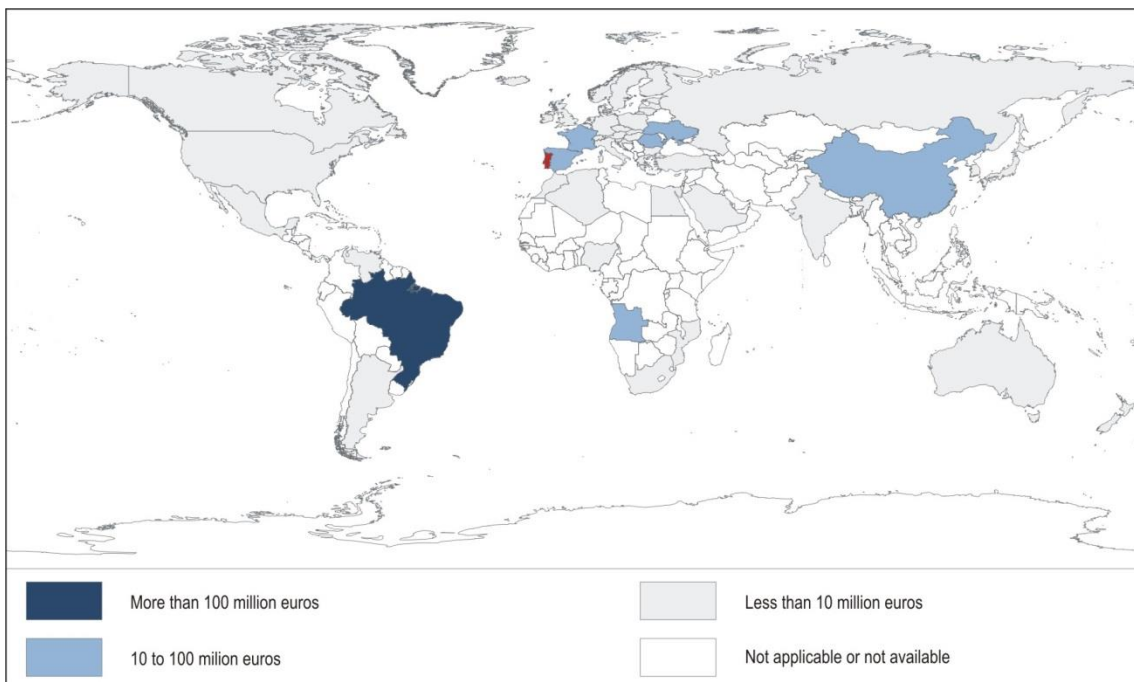 More than 100 million euros
10 to 100 milion euros
Less than 10 million euros
Not applicable or not available